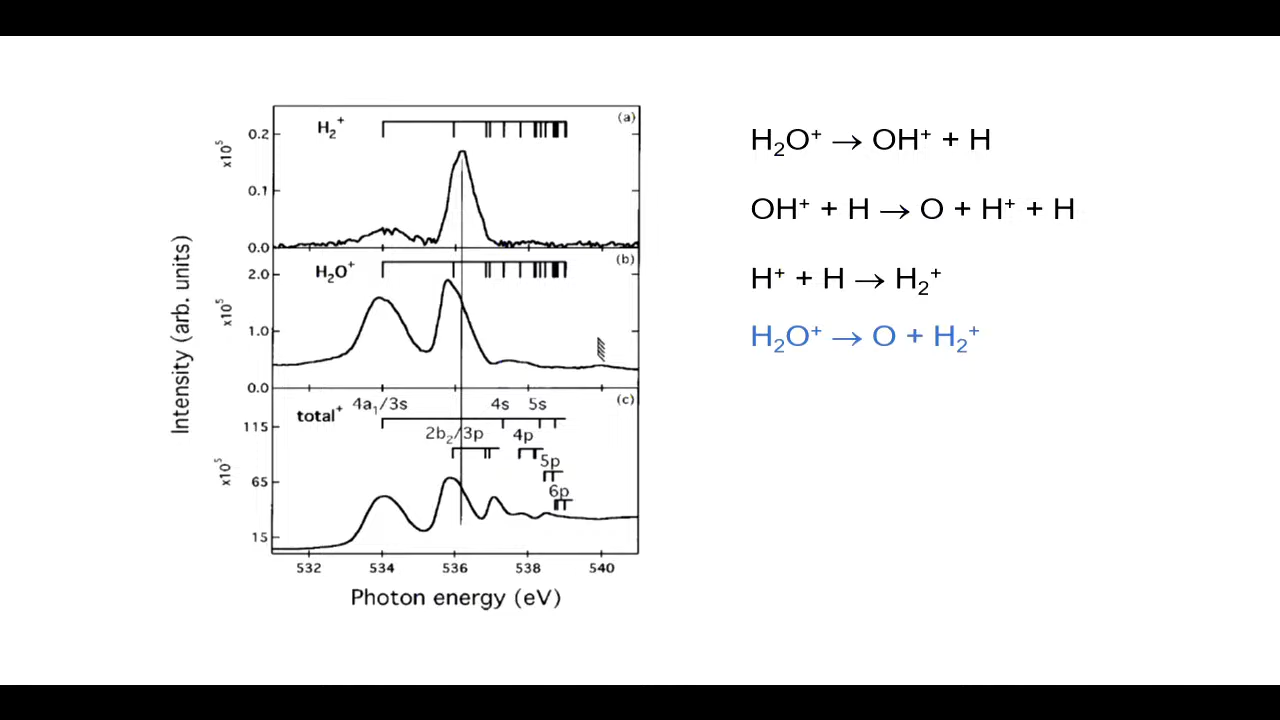 (a)
H₂⁺
0.2
0.1
0.0
x10⁵
(b)
H₂O⁺
2.0
1.0
0.0
x10⁵
(c)
4a₁/3s
4s
5s
total⁺
2b₂/3p
4p
5p
6p
115
65
15
x10⁵
532
534
536
538
540
Photon energy (eV)
Intensity (arb. units)
H₂O⁺ → OH⁺ + H
OH⁺ + H → O + H⁺ + H
H⁺ + H → H₂⁺
H₂O⁺ → O + H₂⁺